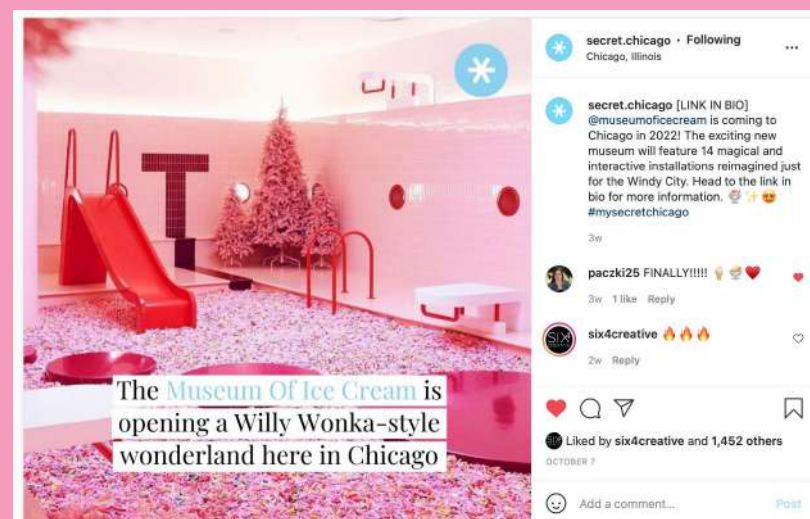 T
The Museum Of Ice Cream is
opening a Willy Wonka-style
wonderland here in Chicago
secret.chicago • Following
Chicago, Illinois
secret.chicago [LINK IN BIO]
@museumoficecream is coming to
Chicago in 2022! The exciting new
museum will feature 14 magical and
interactive installations reimagined just
for the Windy City. Head to the link in
bio for more information. 🍨✨😍
#mysecretchicago
3w
paczki25 FINALLY!!!!! 🍦🍨❤️
3w 1 like Reply
SIX
six4creative 🔥🔥🔥
2w Reply
Liked by six4creative and 1,452 others
OCTOBER 7
Add a comment... Post